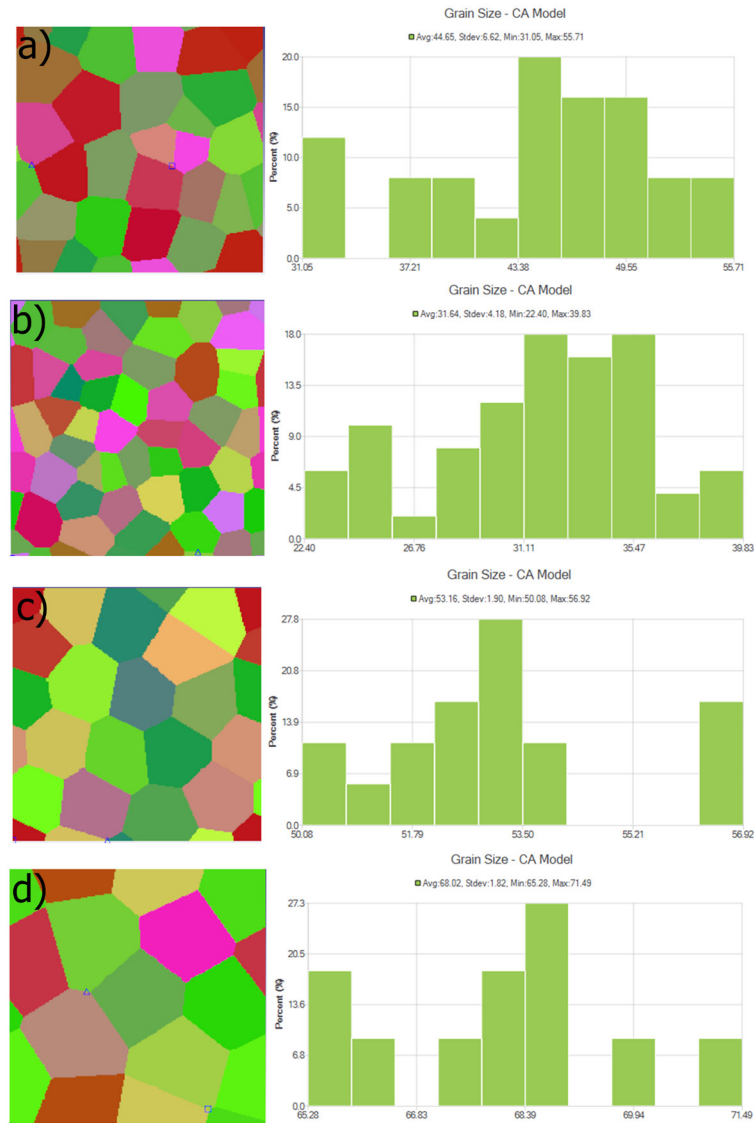 a)
Grain Size - CA Model
Avg:44.65, Stdev:6.62, Min:31.05, Max:55.71
Percent (%)
20.0
15.0
10.0
5.0
0.0
31.05 37.21 43.38 49.55 55.71
b)
Grain Size - CA Model
Avg:31.64, Stdev:4.18, Min:22.40, Max:39.83
Percent (%)
18.0
13.5
9.0
4.5
0.0
22.40 26.76 31.11 35.47 39.83
c)
Grain Size - CA Model
Avg:53.16, Stdev:1.90, Min:50.08, Max:56.92
Percent (%)
27.8
20.8
13.9
6.9
0.0
50.08 51.79 53.50 55.21 56.92
d)
Grain Size - CA Model
Avg:68.02, Stdev:1.82, Min:65.28, Max:71.49
Percent (%)
27.3
20.5
13.6
6.8
0.0
65.28 66.83 68.39 69.94 71.49